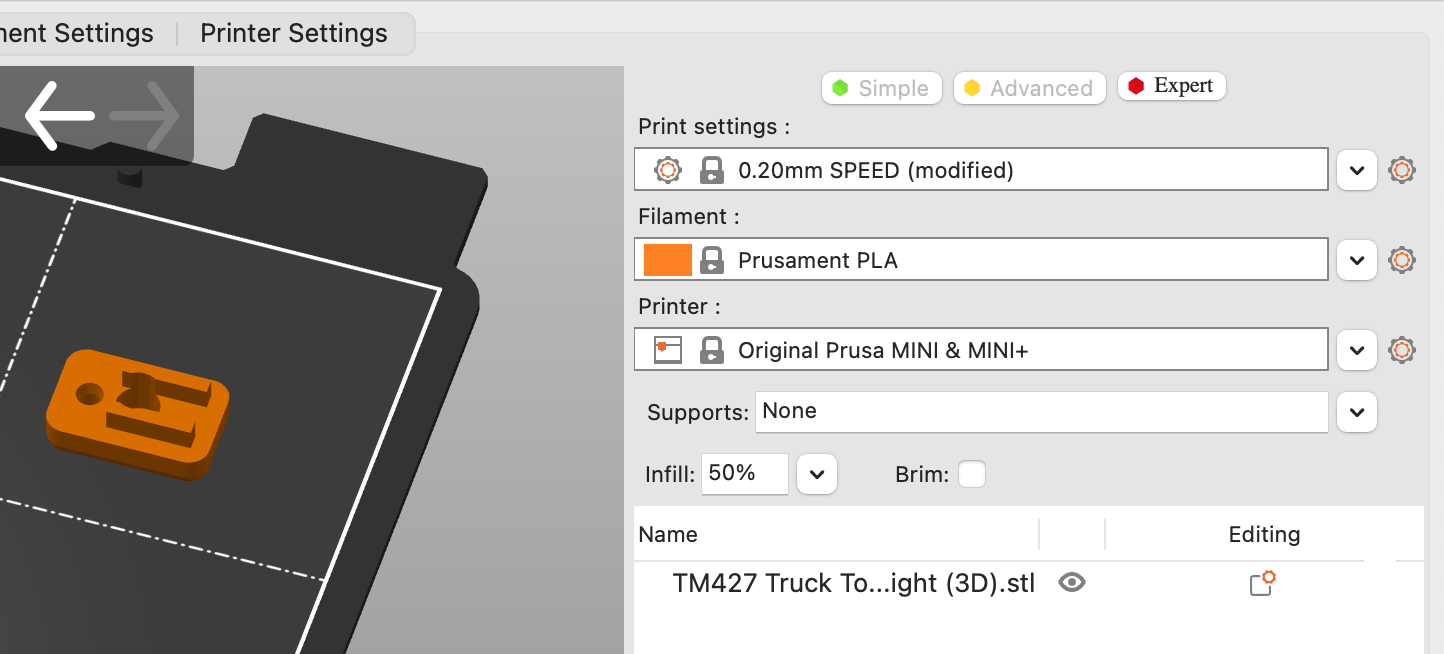 ent Settings
Printer Settings
Simple
Advanced
Expert
Print settings :
0.20mm SPEED (modified)
Filament :
Prusament PLA
Printer :
Original Prusa MINI & MINI+
Supports: None
Infill: 50%
Brim:
Name
Editing
TM427 Truck To...ight (3D).stl